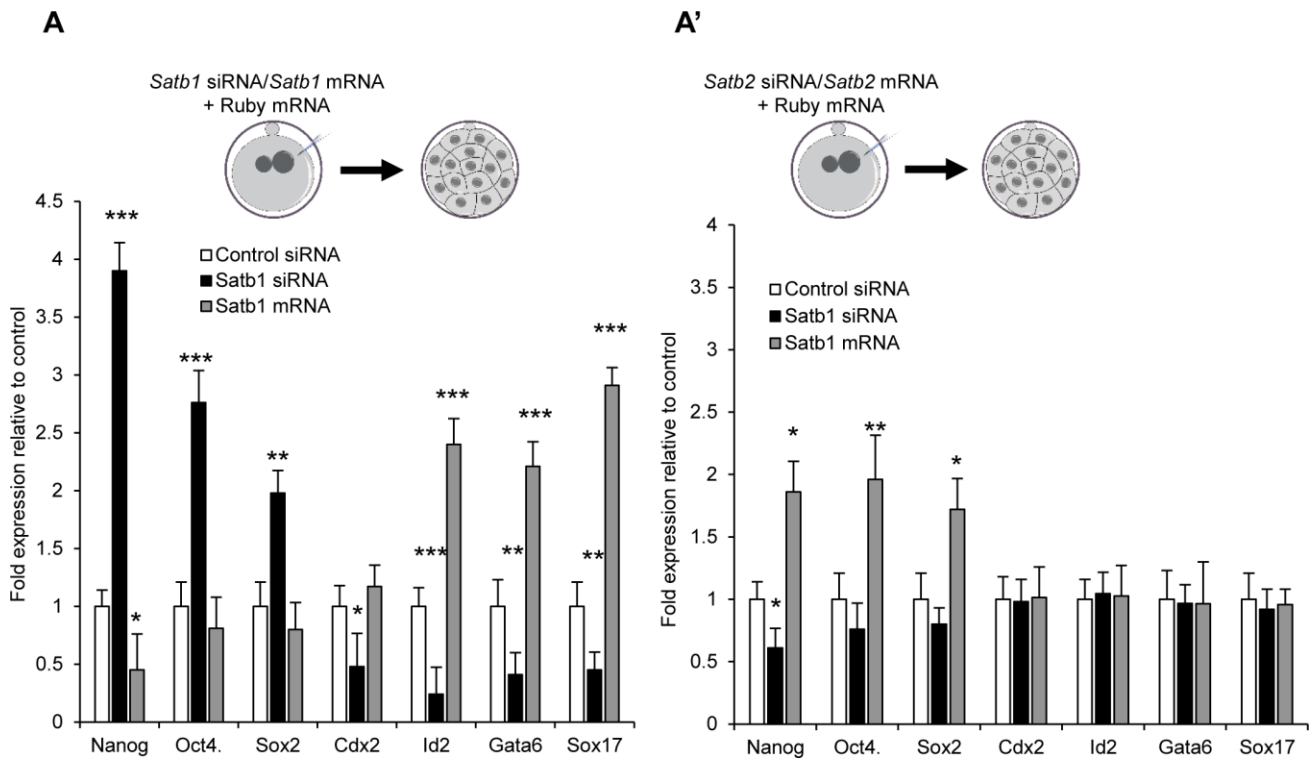 A
Satb1 siRNA/Satb1 mRNA
+ Ruby mRNA
4.5
4
3.5
3
2.5
2
1.5
1
0.5
0
Fold expression relative to control
Control siRNA
Satb1 siRNA
Satb1 mRNA
***
*
***
**
*
***
***
**
***
**
***
Nanog
Oct4.
Sox2
Cdx2
Id2
Gata6
Sox17
A'
Satb2 siRNA/Satb2 mRNA
+ Ruby mRNA
4
3.5
3
2.5
2
1.5
1
0.5
0
Fold expression relative to control
Control siRNA
Satb1 siRNA
Satb1 mRNA
*
*
**
*
Nanog
Oct4.
Sox2
Cdx2
Id2
Gata6
Sox17